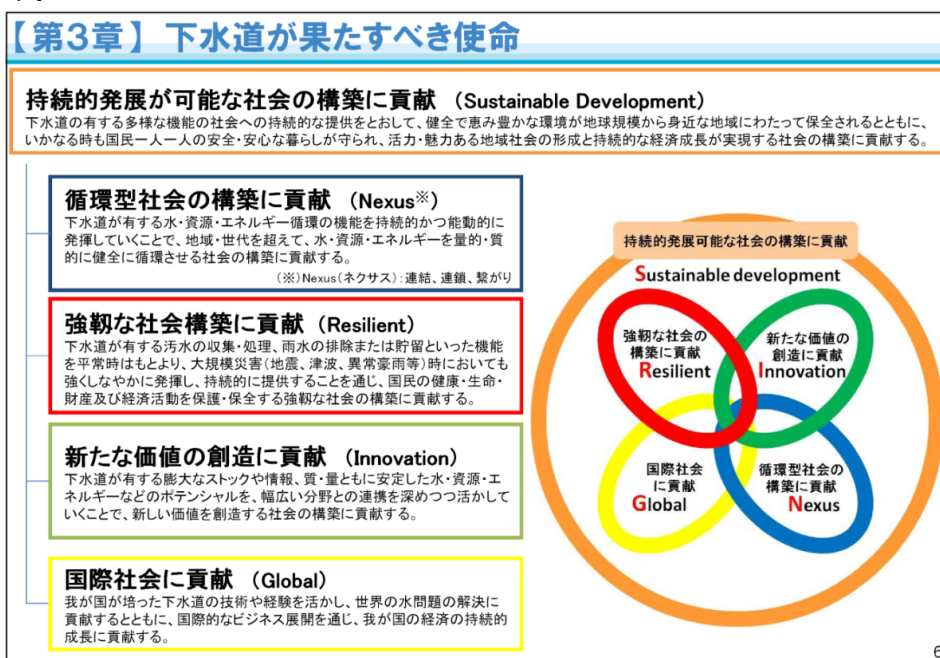 【第3章】 下水道が果たすべき使命
持続的発展が可能な社会の構築に貢献 (Sustainable Development)
下水道の有する多様な機能の社会への持続的な提供をとおして、健全で恵み豊かな環境が地球規模から身近な地域にわたって保全されるとともに、
いかなる時も国民一人一人の安全・安心な暮らしが守られ、活力・魅力ある地域社会の形成と持続的な経済成長が実現する社会の構築に貢献する。
循環型社会の構築に貢献 (Nexus※)
下水道が有する水・資源・エネルギー循環の機能を持続的かつ能動的に
発揮していくことで、地域・世代を超えて、水・資源・エネルギーを量的・質
的に健全に循環させる社会の構築に貢献する。
(※)Nexus(ネクサス):連結、連鎖、繋がり
強靱な社会構築に貢献 (Resilient)
下水道が有する汚水の収集・処理、雨水の排除または貯留といった機能
を平常時はもとより、大規模災害(地震、津波、異常豪雨等)時においても
強くしなやかに発揮し、持続的に提供することを通じ、国民の健康・生命・
財産及び経済活動を保護・保全する強靱な社会の構築に貢献する。
新たな価値の創造に貢献 (Innovation)
下水道が有する膨大なストックや情報、質・量ともに安定した水・資源・エ
ネルギーなどのポテンシャルを、幅広い分野との連携を深めつつ活かして
いくことで、新しい価値を創造する社会の構築に貢献する。
国際社会に貢献 (Global)
我が国が培った下水道の技術や経験を活かし、世界の水問題の解決に
貢献するとともに、国際的なビジネス展開を通じ、我が国の経済の持続的
成長に貢献する。
持続的発展可能な社会の構築に貢献
Sustainable development
強靱な社会の
構築に貢献
Resilient
新たな価値の
創造に貢献
Innovation
国際社会
に貢献
Global
循環型社会の
構築に貢献
Nexus
6